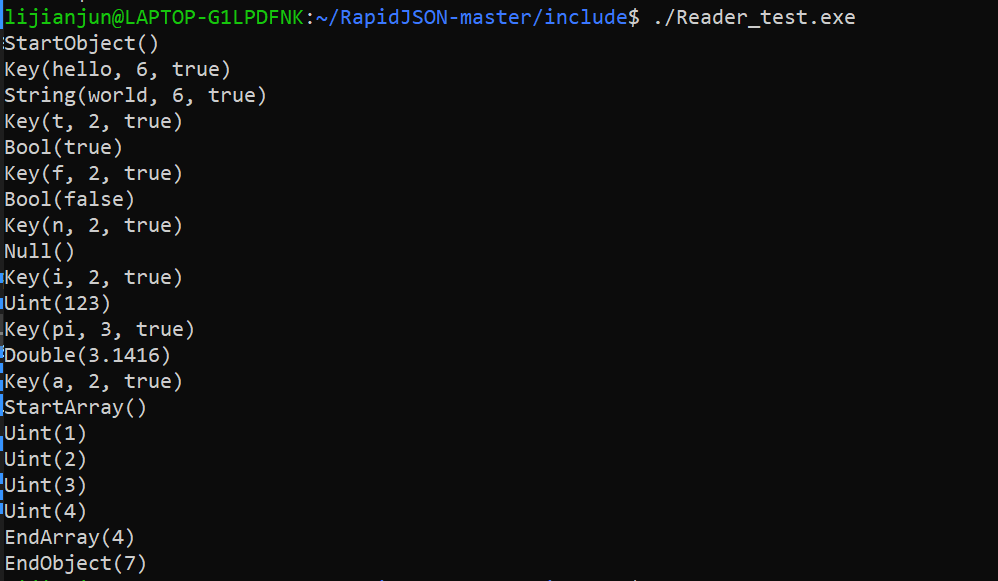 lijianjun@LAPTOP-G1LPDFNK:~/RapidJSON-master/include$ ./Reader_test.exe
StartObject()
Key(hello, 6, true)
String(world, 6, true)
Key(t, 2, true)
Bool(true)
Key(f, 2, true)
Bool(false)
Key(n, 2, true)
Null()
Key(i, 2, true)
Uint(123)
Key(pi, 3, true)
Double(3.1416)
Key(a, 2, true)
StartArray()
Uint(1)
Uint(2)
Uint(3)
Uint(4)
EndArray(4)
EndObject(7)